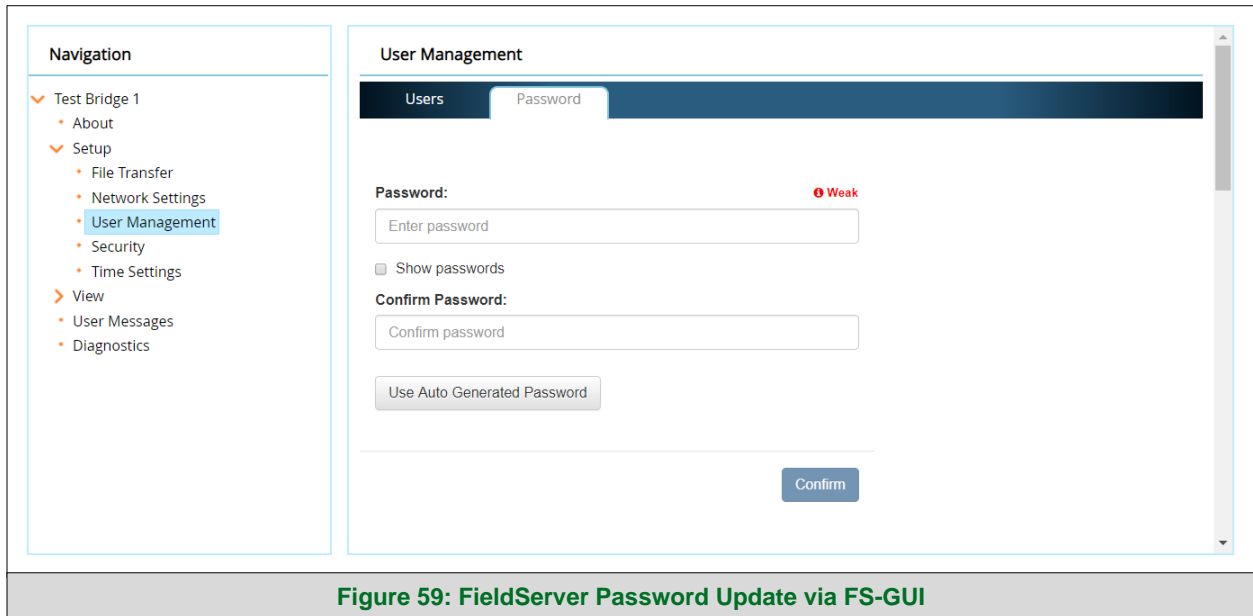 Navigation
Test Bridge 1
About
Setup
File Transfer
Network Settings
User Management
Security
Time Settings
View
User Messages
Diagnostics
User Management
Users Password
Password: Weak
Enter password
Show passwords
Confirm Password:
Confirm password
Use Auto Generated Password
Confirm
Figure 59: FieldServer Password Update via FS-GUI